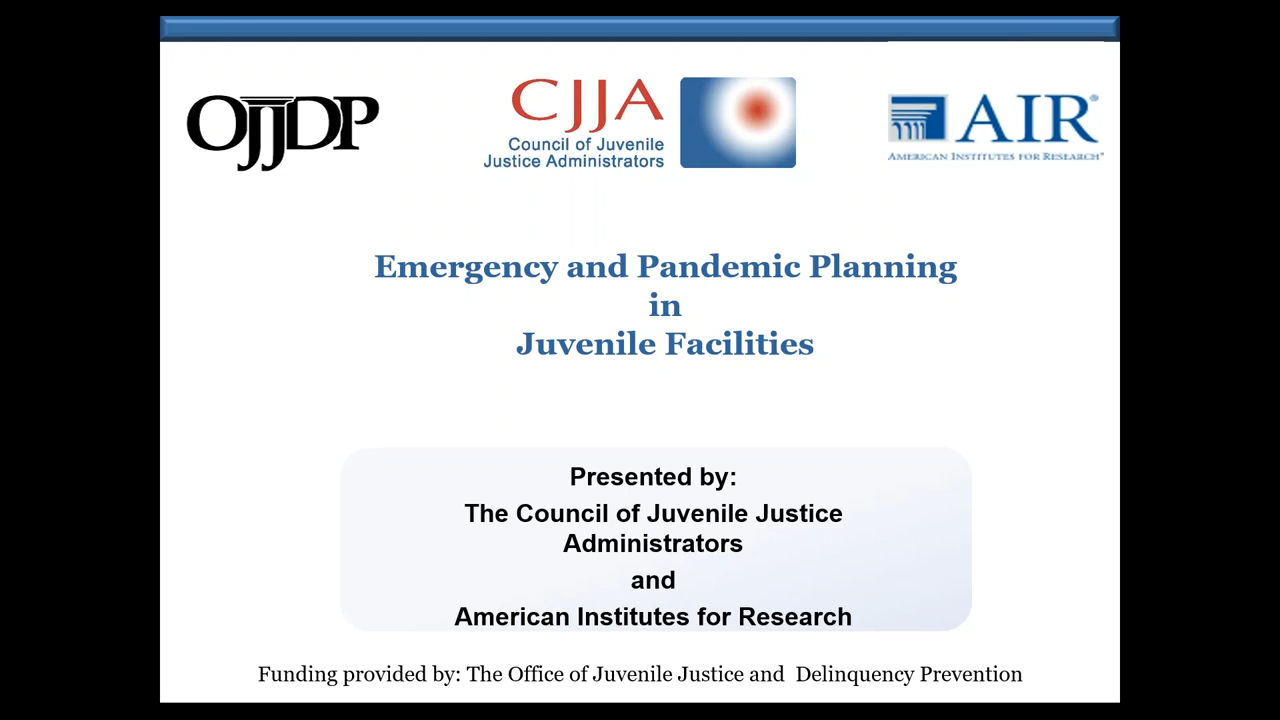 OJJDP
CJJA
Council of Juvenile
Justice Administrators
AIR®
AMERICAN INSTITUTES FOR RESEARCH®
Emergency and Pandemic Planning
in
Juvenile Facilities
Presented by:
The Council of Juvenile Justice
Administrators
and
American Institutes for Research
Funding provided by: The Office of Juvenile Justice and  Delinquency Prevention